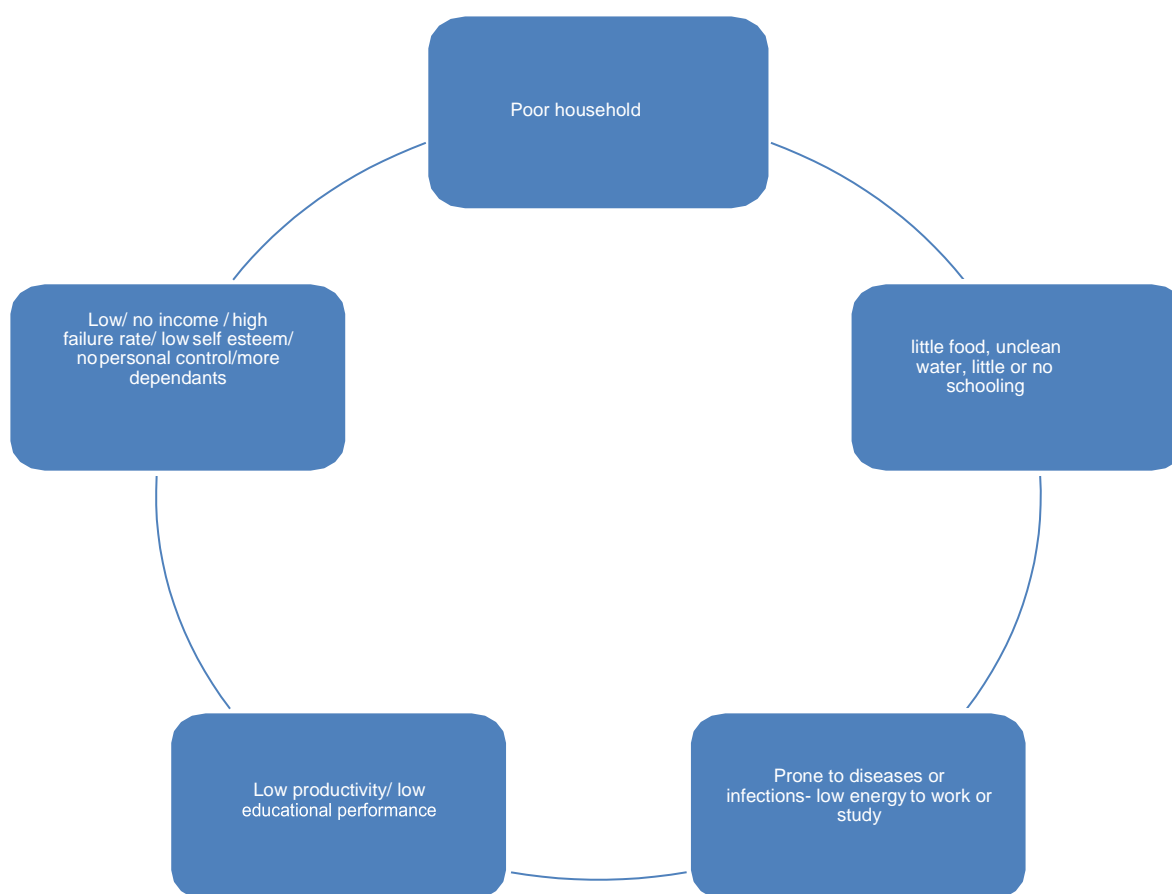 Poor household
little food, unclean
water, little or no
schooling
Prone to diseases or
infections- low energy to work or
study
Low productivity/ low
educational performance
Low/ no income / high
failure rate/ low self esteem/
no personal control/more
dependants